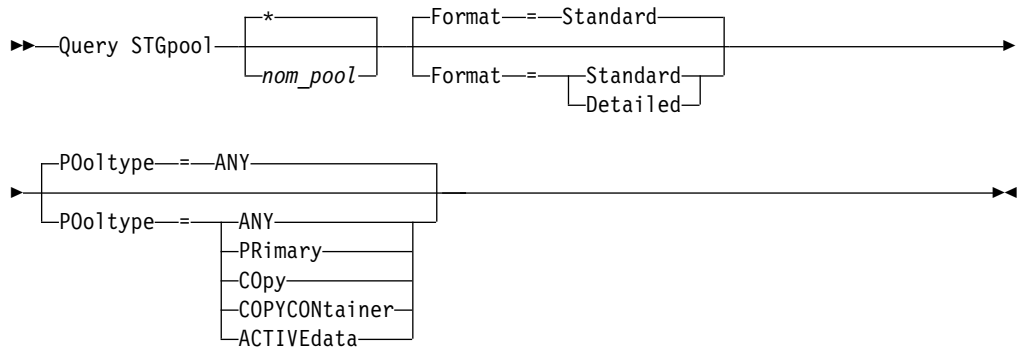 *
Format = Standard
Query STGpool
nom_pool
Format = Standard
Detailed
POoltype = ANY
POoltype = ANY
PRimary
COpy
COPYCONtainer
ACTIVEdata